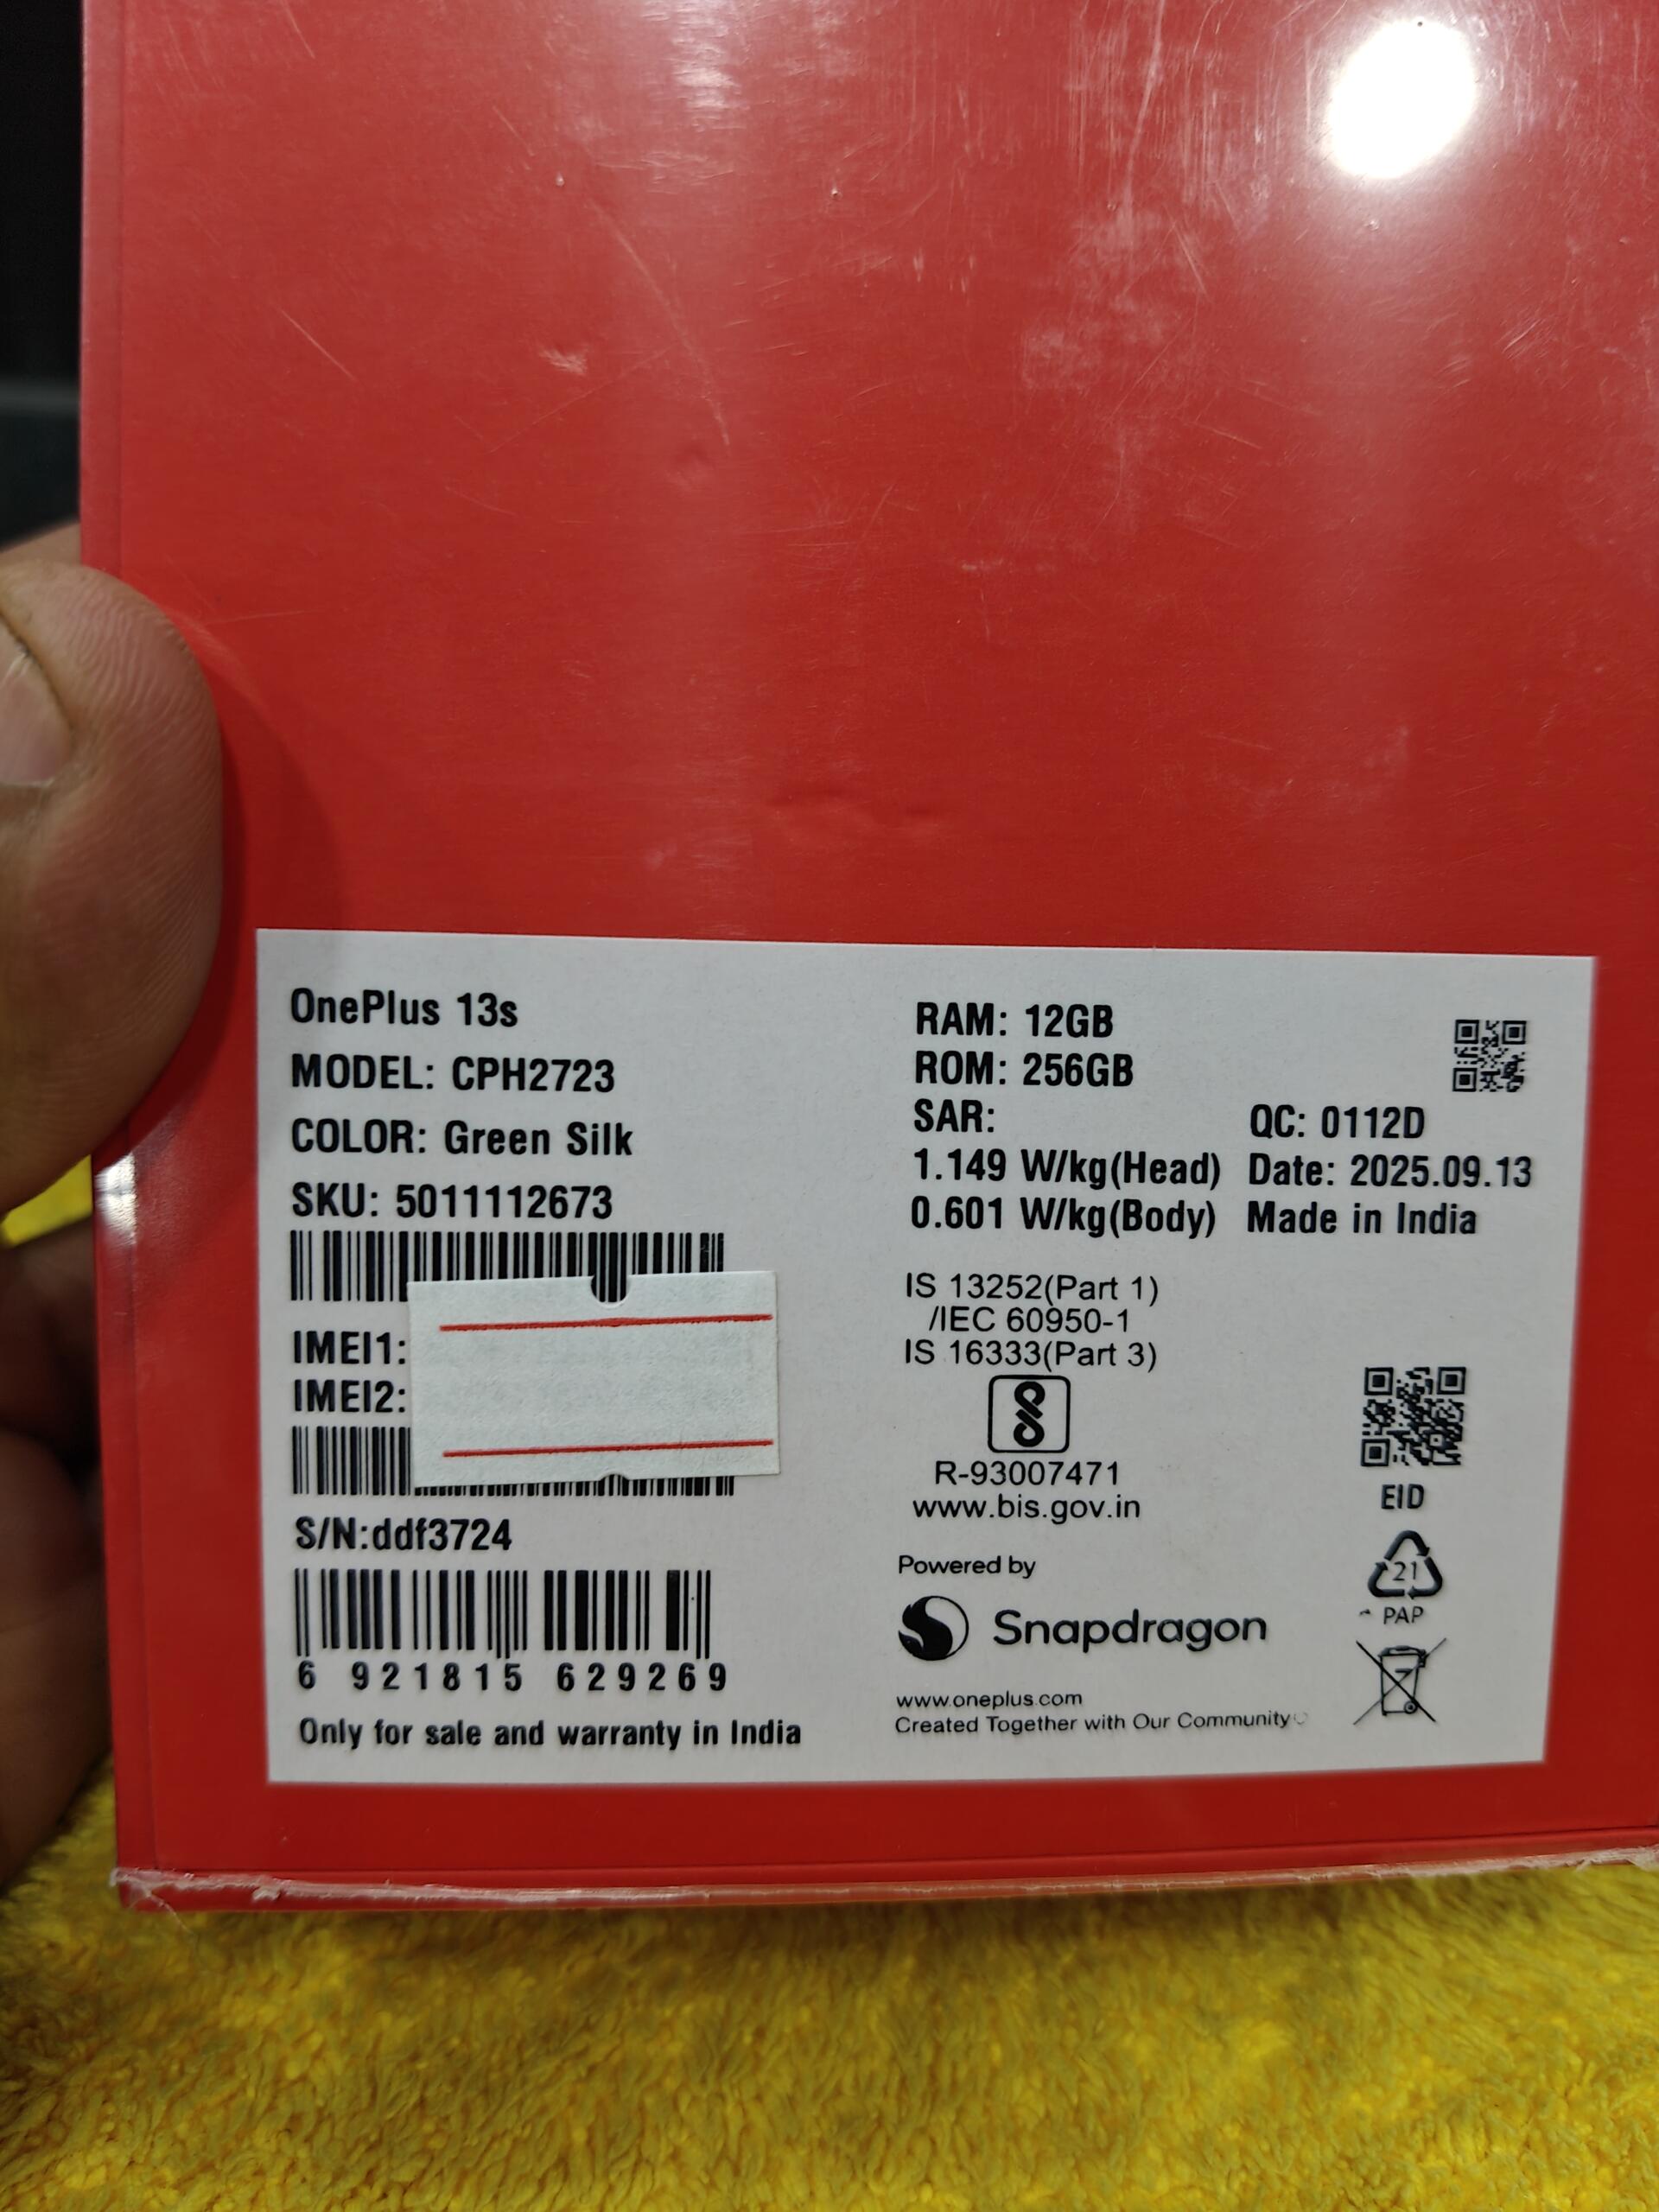 OnePlus 13s
MODEL: CPH2723
COLOR: Green Silk
SKU: 5011112673
IMEI1:
IMEI2:
S/N:ddf3724
6 921815 629269
Only for sale and warranty in India
RAM: 12GB
ROM: 256GB
SAR:
1.149 W/kg(Head)
0.601 W/kg(Body)
QC: 0112D
Date: 2025.09.13
Made in India
IS 13252(Part 1)
/IEC 60950-1
IS 16333(Part 3)
R-93007471
www.bis.gov.in
EID
21
PAP
Powered by
Snapdragon
www.oneplus.com
Created Together with Our Community